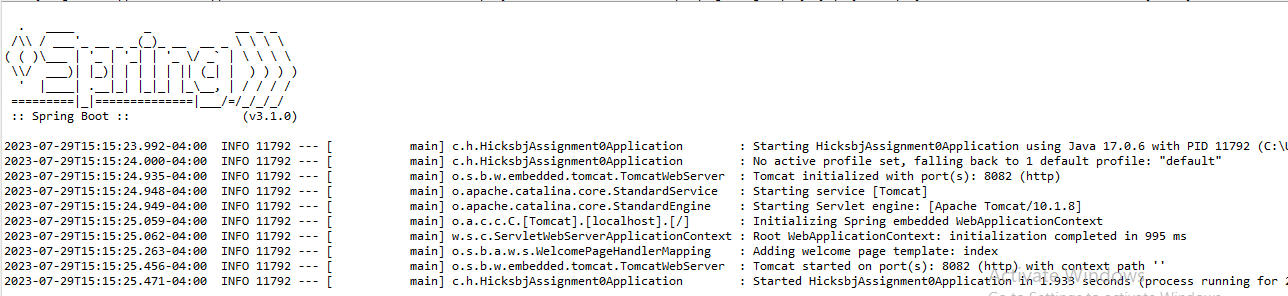 .   ____          _            __ _ _
 /\\ / ___'_ __ _ _(_)_ __  __ _ \ \ \ \
( ( )\___ | '_ | '_| | '_ \/ _` | \ \ \ \
 \\/  ___)| |_)| | | | | || (_| |  ) ) ) )
  '  |____| .__|_| |_|_| |_\__, | / / / /
 =========|_|==============|___/=/_/_/_/
 :: Spring Boot ::                (v3.1.0)
2023-07-29T15:15:23.992-04:00  INFO 11792 --- [           main] c.h.HicksbjAssignment0Application        : Starting HicksbjAssignment0Application using Java 17.0.6 with PID 11792 (C:\
2023-07-29T15:15:24.000-04:00  INFO 11792 --- [           main] c.h.HicksbjAssignment0Application        : No active profile set, falling back to 1 default profile: "default"
2023-07-29T15:15:24.935-04:00  INFO 11792 --- [           main] o.s.b.w.embedded.tomcat.TomcatWebServer  : Tomcat initialized with port(s): 8082 (http)
2023-07-29T15:15:24.948-04:00  INFO 11792 --- [           main] o.apache.catalina.core.StandardService   : Starting service [Tomcat]
2023-07-29T15:15:24.949-04:00  INFO 11792 --- [           main] o.apache.catalina.core.StandardEngine    : Starting Servlet engine: [Apache Tomcat/10.1.8]
2023-07-29T15:15:25.059-04:00  INFO 11792 --- [           main] o.a.c.c.C.[Tomcat].[localhost].[/]       : Initializing Spring embedded WebApplicationContext
2023-07-29T15:15:25.062-04:00  INFO 11792 --- [           main] w.s.c.ServletWebServerApplicationContext : Root WebApplicationContext: initialization completed in 995 ms
2023-07-29T15:15:25.263-04:00  INFO 11792 --- [           main] o.s.b.a.w.s.WelcomePageHandlerMapping    : Adding welcome page template: index
2023-07-29T15:15:25.456-04:00  INFO 11792 --- [           main] o.s.b.w.embedded.tomcat.TomcatWebServer  : Tomcat started on port(s): 8082 (http) with context path ''
2023-07-29T15:15:25.471-04:00  INFO 11792 --- [           main] c.h.HicksbjAssignment0Application        : Started HicksbjAssignment0Application in 1.933 seconds (process running for
Activate Windows
Go to Settings to activate Windows